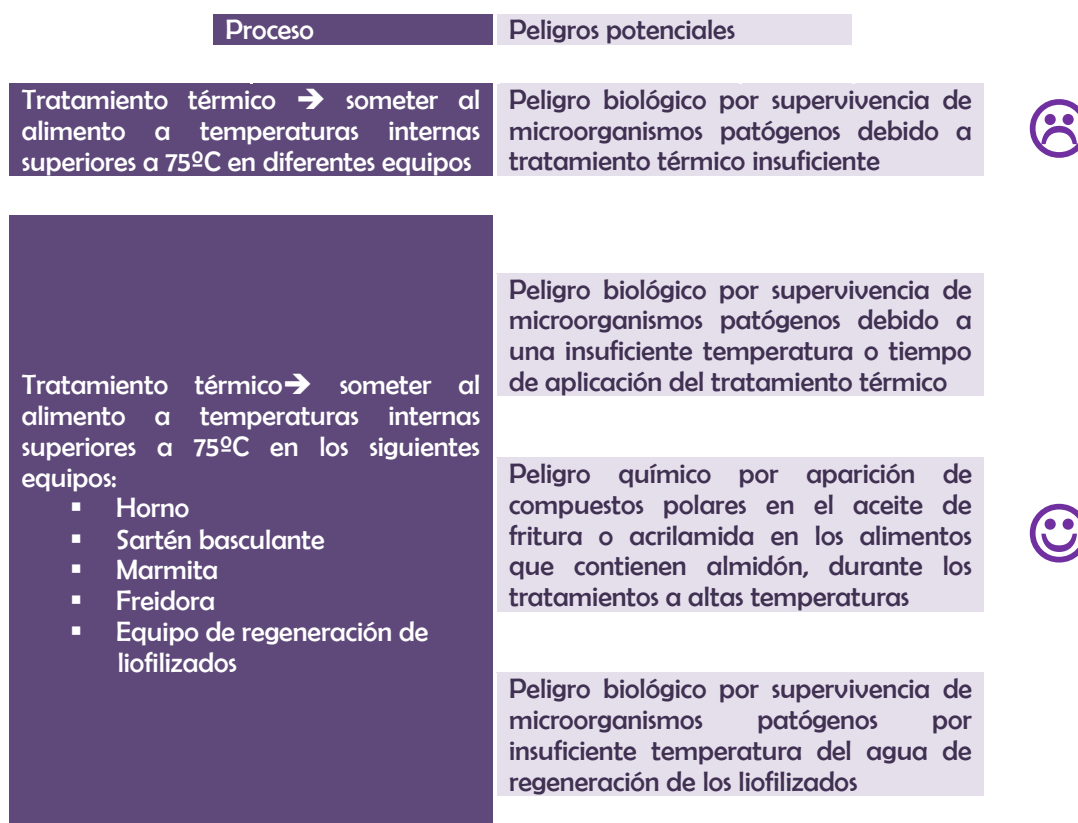 Proceso
Peligros potenciales
Tratamiento térmico ➔ someter al
alimento a temperaturas internas
superiores a 75ºC en diferentes equipos
Peligro biológico por supervivencia de
microorganismos patógenos debido a
tratamiento térmico insuficiente
Tratamiento térmico➔ someter al
alimento a temperaturas internas
superiores a 75ºC en los siguientes
equipos:
▪ Horno
▪ Sartén basculante
▪ Marmita
▪ Freidora
▪ Equipo de regeneración de
liofilizados
Peligro biológico por supervivencia de
microorganismos patógenos debido a
una insuficiente temperatura o tiempo
de aplicación del tratamiento térmico
Peligro químico por aparición de
compuestos polares en el aceite de
fritura o acrilamida en los alimentos
que contienen almidón, durante los
tratamientos a altas temperaturas
Peligro biológico por supervivencia de
microorganismos patógenos por
insuficiente temperatura del agua de
regeneración de los liofilizados